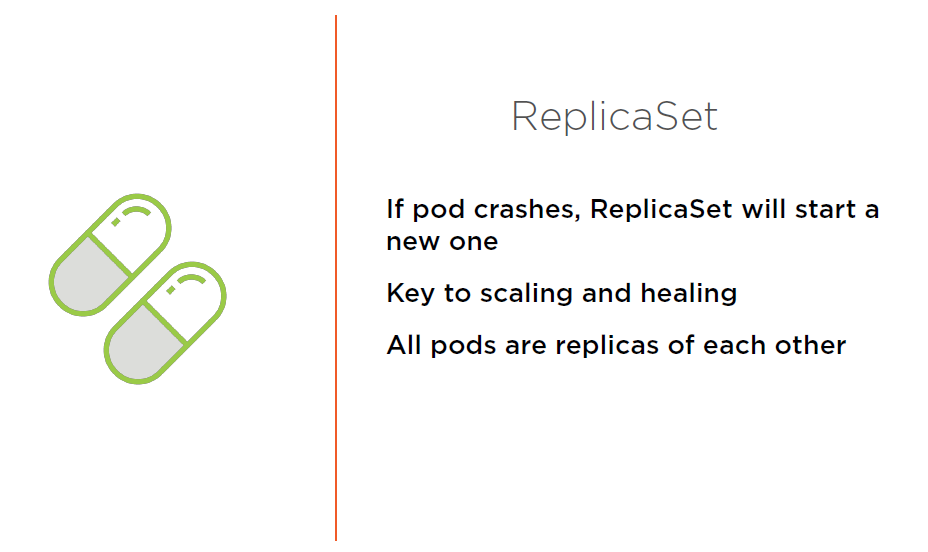 ReplicaSet
If pod crashes, ReplicaSet will start a
new one
Key to scaling and healing
All pods are replicas of each other